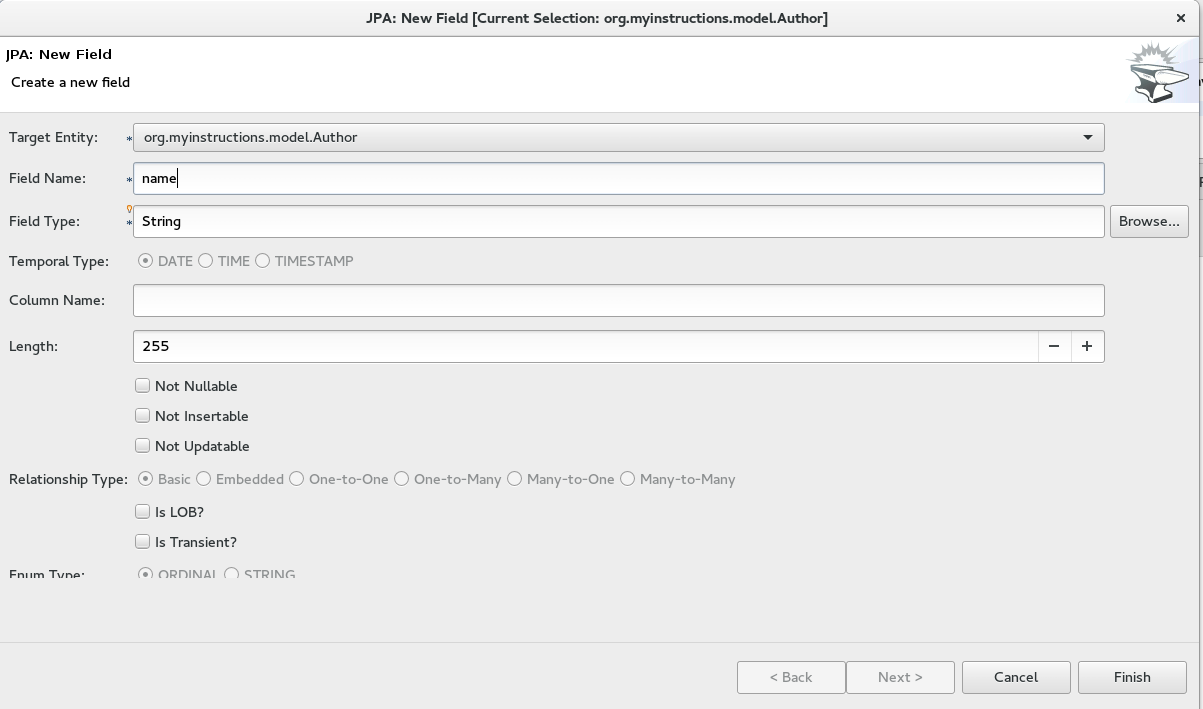 JPA: New Field [Current Selection: org.myinstructions.model.Author]
JPA: New Field
Create a new field
Target Entity: * org.myinstructions.model.Author
Field Name: * name
Field Type: * String Browse...
Temporal Type: DATE TIME TIMESTAMP
Column Name:
Length: 255 − +
Not Nullable
Not Insertable
Not Updatable
Relationship Type: Basic Embedded One-to-One One-to-Many Many-to-One Many-to-Many
Is LOB?
Is Transient?
Enum Type: ORDINAL STRING
< Back Next > Cancel Finish